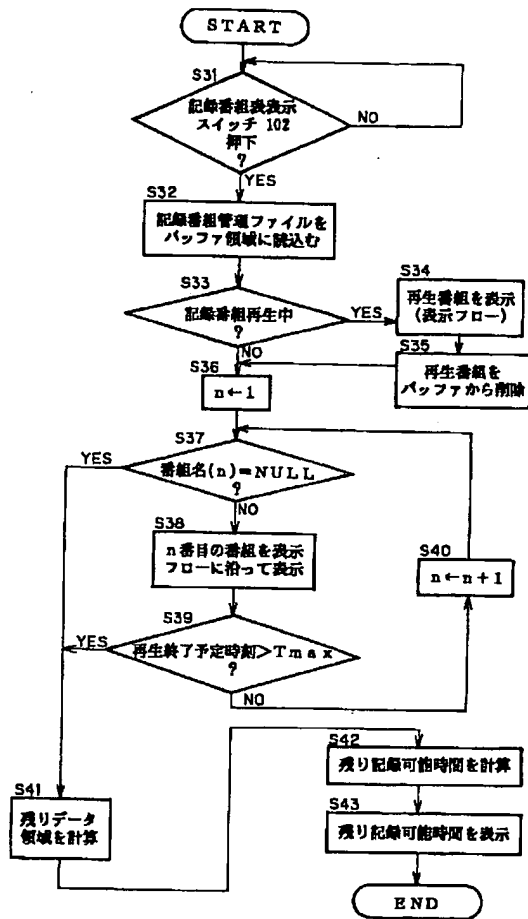 START
S31
記録番組表表示
スイッチ 102
押下
?
NO
YES
S32
記録番組管理ファイルを
バッファ領域に読込む
S33
記録番組再生中
?
YES
NO
S34
再生番組を表示
(表示フロー)
S35
再生番組を
バッファから削除
S36
n←1
S37
番組名(n)=NULL
?
YES
NO
S38
n番目の番組を表示
フローに沿って表示
S39
再生終了予定時刻>Tmax
?
YES
NO
S40
n←n+1
S41
残りデータ
領域を計算
S42
残り記録可能時間を計算
S43
残り記録可能時間を表示
END